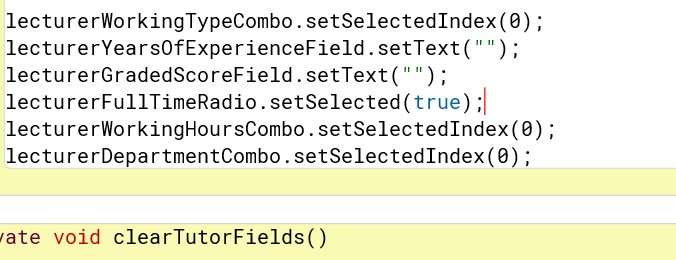 lecturerWorkingTypeCombo.setSelectedIndex(0);
lecturerYearsOfExperienceField.setText("");
lecturerGradedScoreField.setText("");
lecturerFullTimeRadio.setSelected(true);
lecturerWorkingHoursCombo.setSelectedIndex(0);
lecturerDepartmentCombo.setSelectedIndex(0);
vate void clearTutorFields()